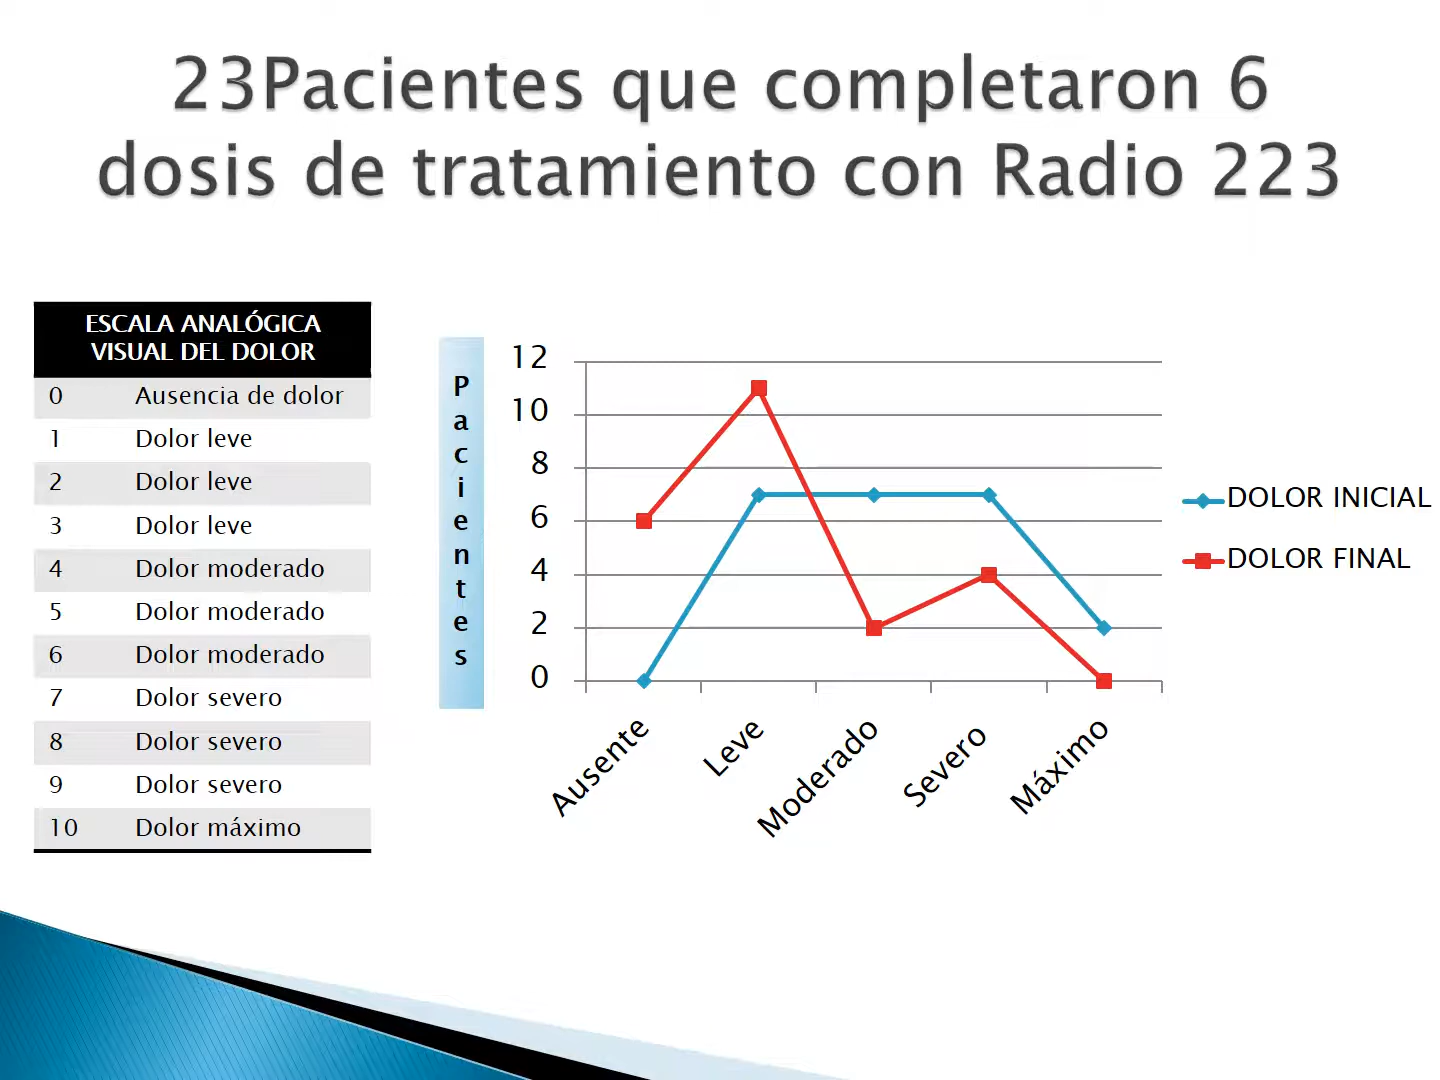 23Pacientes que completaron 6
dosis de tratamiento con Radio 223
ESCALA ANALÓGICA
VISUAL DEL DOLOR
0 Ausencia de dolor
1 Dolor leve
2 Dolor leve
3 Dolor leve
4 Dolor moderado
5 Dolor moderado
6 Dolor moderado
7 Dolor severo
8 Dolor severo
9 Dolor severo
10 Dolor máximo
Pacientes
12
10
8
6
4
2
0
Ausente
Leve
Moderado
Severo
Máximo
DOLOR INICIAL
DOLOR FINAL